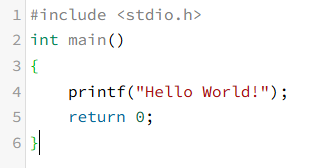 1 #include <stdio.h>
2 int main()
3 {
4     printf("Hello World!");
5     return 0;
6 }